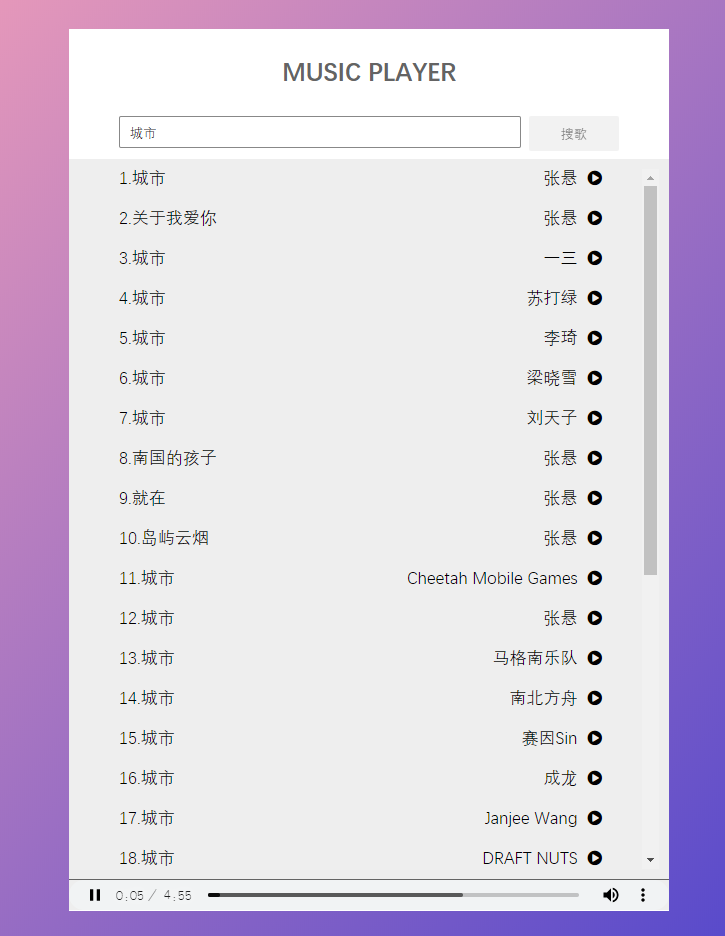 MUSIC PLAYER
城市 搜歌
1.城市 张悬
2.关于我爱你 张悬
3.城市 一三
4.城市 苏打绿
5.城市 李琦
6.城市 梁晓雪
7.城市 刘天子
8.南国的孩子 张悬
9.就在 张悬
10.岛屿云烟 张悬
11.城市 Cheetah Mobile Games
12.城市 张悬
13.城市 马格南乐队
14.城市 南北方舟
15.城市 赛因Sin
16.城市 成龙
17.城市 Janjee Wang
18.城市 DRAFT NUTS
0:05 / 4:55